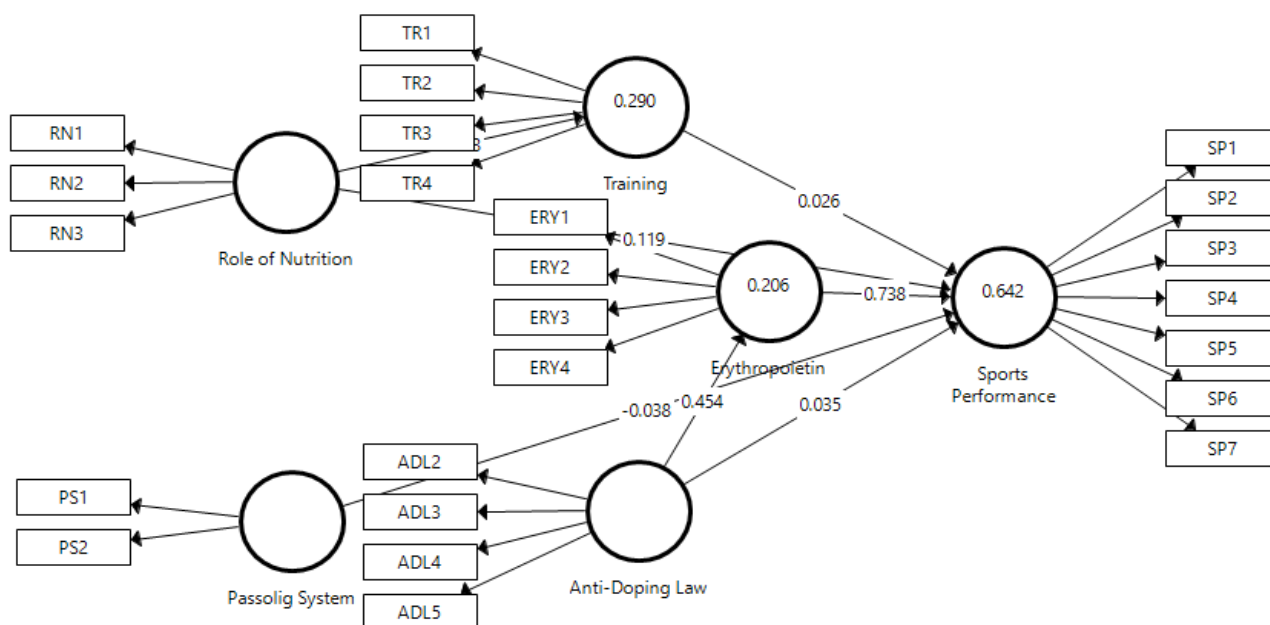 TR1
TR2
TR3
TR4
0.290
Training
RN1
RN2
RN3
Role of Nutrition
0.026
ERY1
ERY2
ERY3
ERY4
0.119
0.206
Erythropoietin
0.738
0.642
Sports
Performance
SP1
SP2
SP3
SP4
SP5
SP6
SP7
-0.038
0.454
0.035
PS1
PS2
Passolig System
ADL2
ADL3
ADL4
ADL5
Anti-Doping Law